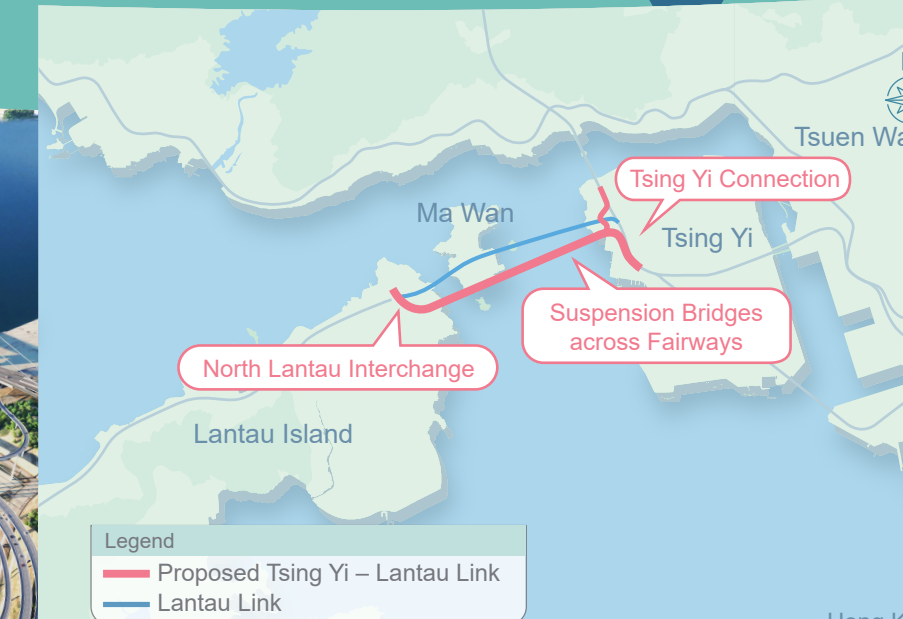 Tsuen
Tsing Yi Connection
Ma Wan
Tsing Yi
Suspension Bridges
across Fairways
North Lantau Interchange
Lantau Island
Legend
Proposed Tsing Yi – Lantau Link
Lantau Link